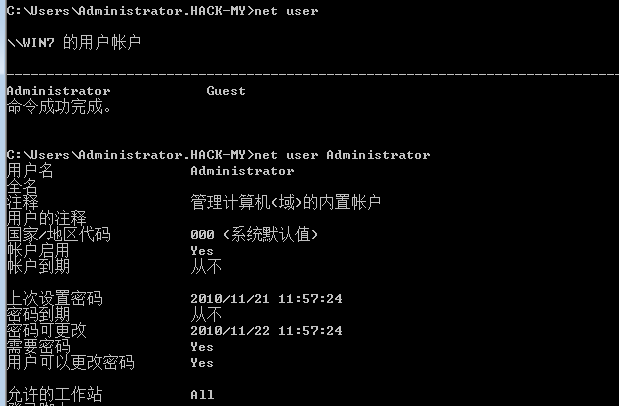 C:\Users\Administrator.HACK-MY>net user
\\WIN7 的用户帐户
-------------------------------------------------------------------------------
Administrator            Guest
命令成功完成。
C:\Users\Administrator.HACK-MY>net user Administrator
用户名                 Administrator
全名
注释                   管理计算机(域)的内置帐户
用户的注释
国家/地区代码          000 (系统默认值)
帐户启用               Yes
帐户到期               从不
上次设置密码           2010/11/21 11:57:24
密码到期               从不
密码可更改             2010/11/22 11:57:24
需要密码               Yes
用户可以更改密码       Yes
允许的工作站           All